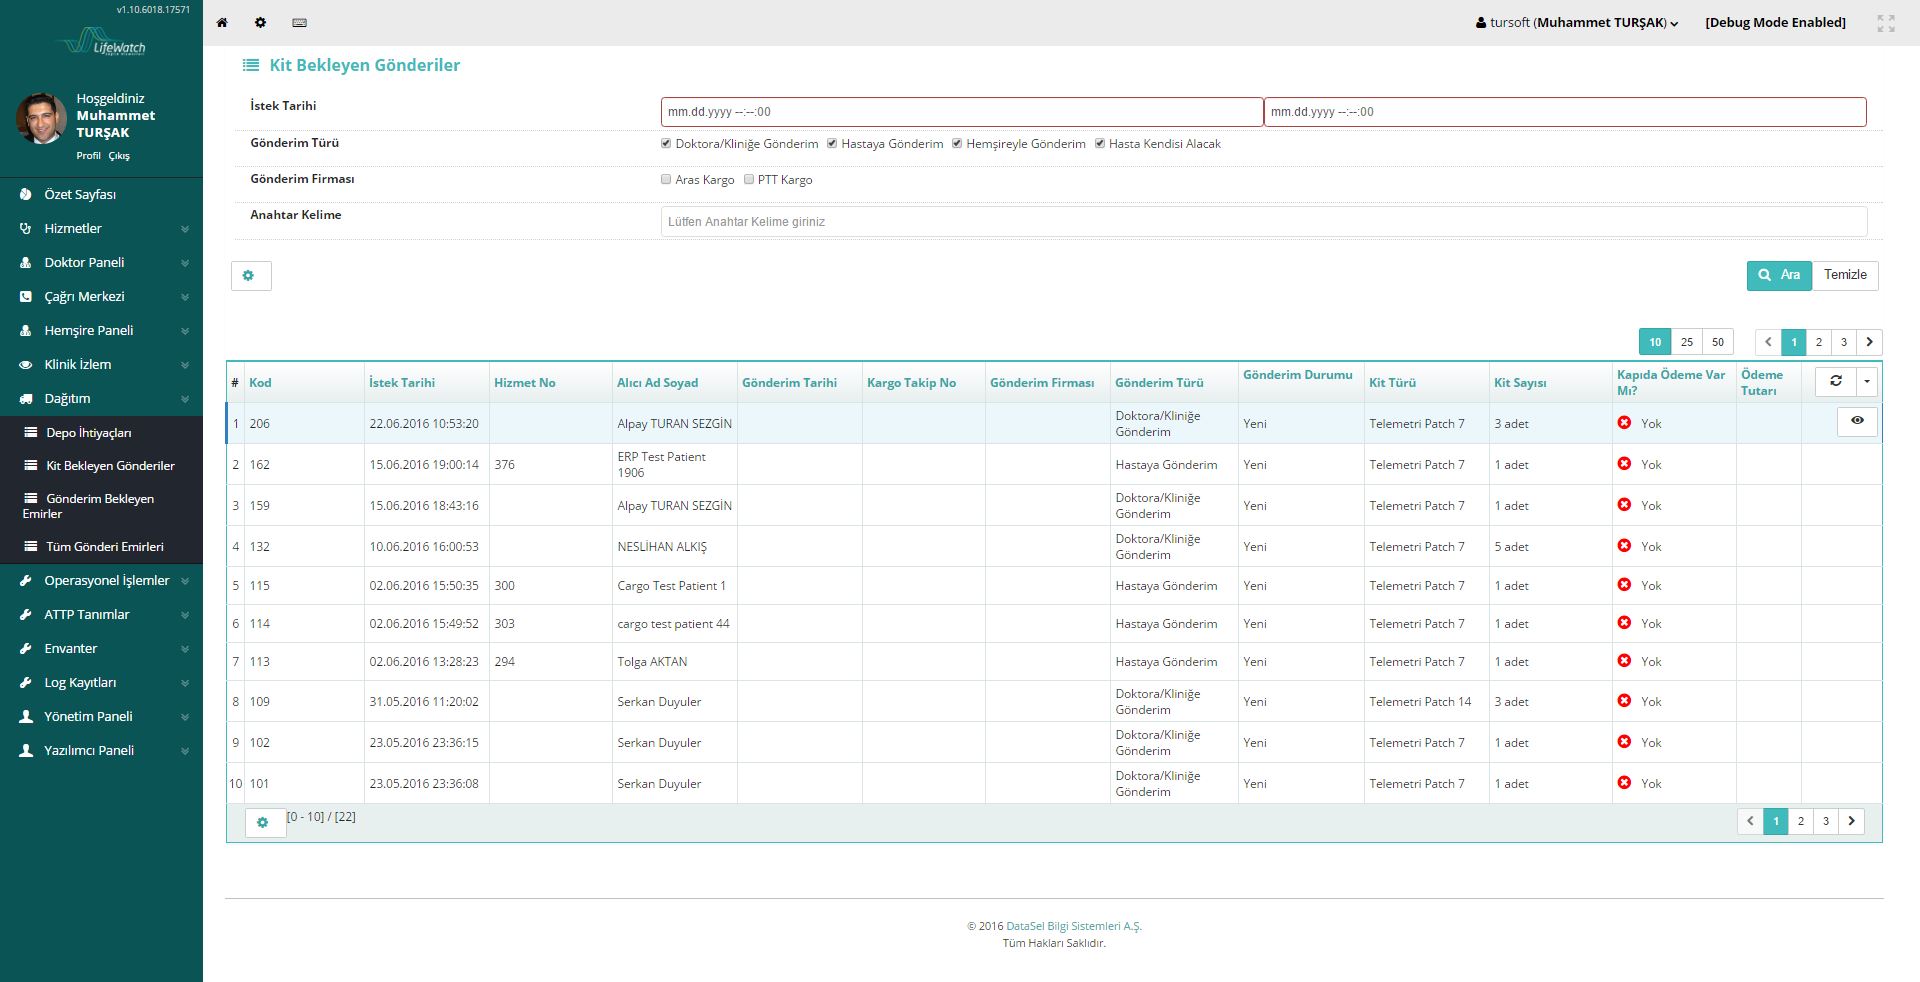 v1.10.6018.17571
LifeWatch
Hoşgeldiniz
Muhammet
TURŞAK
Profil Çıkış
Özet Sayfası
Hizmetler
Doktor Paneli
Çağrı Merkezi
Hemşire Paneli
Klinik İzlem
Dağıtım
Depo İhtiyaçları
Kit Bekleyen Gönderiler
Gönderim Bekleyen
Emirler
Tüm Gönderi Emirleri
Operasyonel İşlemler
ATTP Tanımlar
Envanter
Log Kayıtları
Yönetim Paneli
Yazılımcı Paneli
tursoft (Muhammet TURŞAK) [Debug Mode Enabled]
Kit Bekleyen Gönderiler
İstek Tarihi mm.dd.yyyy --:--:00 mm.dd.yyyy --:--:00
Gönderim Türü Doktora/Kliniğe Gönderim Hastaya Gönderim Hemşireyle Gönderim Hasta Kendisi Alacak
Gönderim Firması Aras Kargo PTT Kargo
Anahtar Kelime Lütfen Anahtar Kelime giriniz
Ara Temizle
10 25 50 1 2 3
# Kod İstek Tarihi Hizmet No Alıcı Ad Soyad Gönderim Tarihi Kargo Takip No Gönderim Firması Gönderim Türü Gönderim Durumu Kit Türü Kit Sayısı Kapıda Ödeme Var Mı? Ödeme Tutarı
1 206 22.06.2016 10:53:20 Alpay TURAN SEZGİN Doktora/Kliniğe Gönderim Yeni Telemetri Patch 7 3 adet Yok
2 162 15.06.2016 19:00:14 376 ERP Test Patient 1906 Hastaya Gönderim Yeni Telemetri Patch 7 1 adet Yok
3 159 15.06.2016 18:43:16 Alpay TURAN SEZGİN Doktora/Kliniğe Gönderim Yeni Telemetri Patch 7 1 adet Yok
4 132 10.06.2016 16:00:53 NESLİHAN ALKIŞ Doktora/Kliniğe Gönderim Yeni Telemetri Patch 7 5 adet Yok
5 115 02.06.2016 15:50:35 300 Cargo Test Patient 1 Hastaya Gönderim Yeni Telemetri Patch 7 1 adet Yok
6 114 02.06.2016 15:49:52 303 cargo test patient 44 Hastaya Gönderim Yeni Telemetri Patch 7 1 adet Yok
7 113 02.06.2016 13:28:23 294 Tolga AKTAN Hastaya Gönderim Yeni Telemetri Patch 7 1 adet Yok
8 109 31.05.2016 11:20:02 Serkan Duyuler Doktora/Kliniğe Gönderim Yeni Telemetri Patch 14 3 adet Yok
9 102 23.05.2016 23:36:15 Serkan Duyuler Doktora/Kliniğe Gönderim Yeni Telemetri Patch 7 1 adet Yok
10 101 23.05.2016 23:36:08 Serkan Duyuler Doktora/Kliniğe Gönderim Yeni Telemetri Patch 7 1 adet Yok
[0 - 10] / [22] 1 2 3
© 2016 DataSel Bilgi Sistemleri A.Ş.
Tüm Hakları Saklıdır.